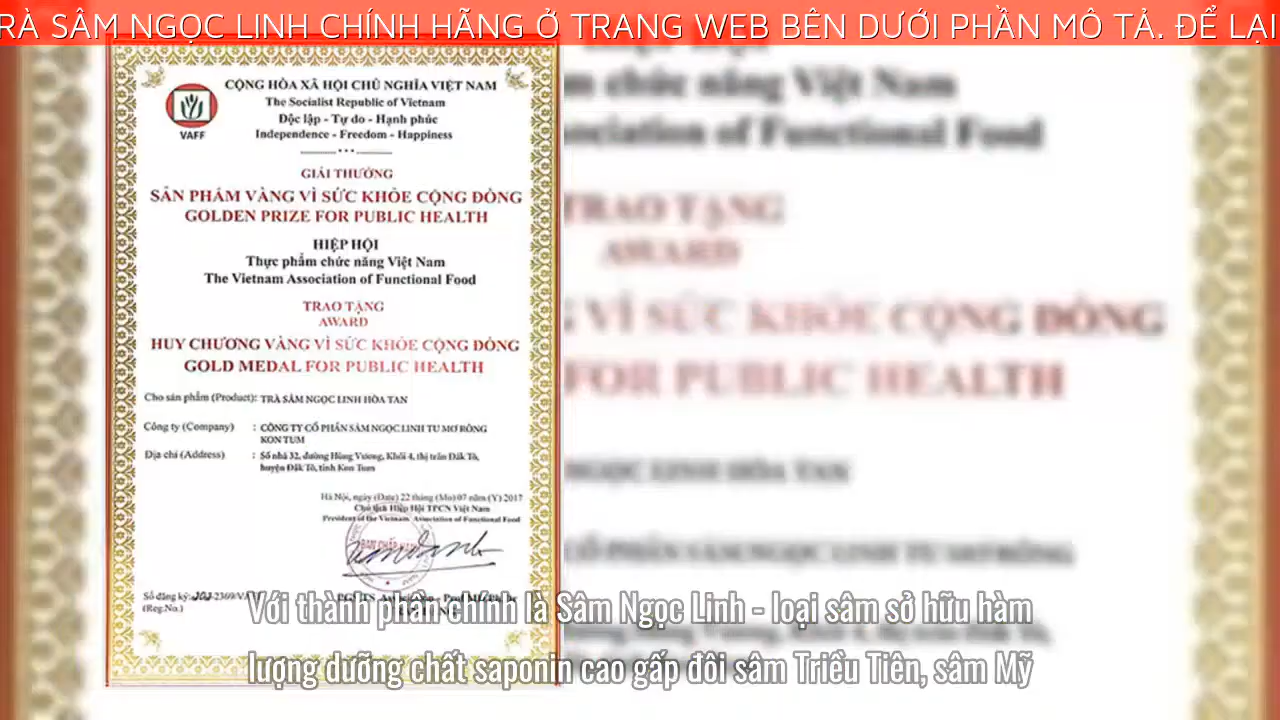 RÀ SÂM NGỌC LINH CHÍNH HÃNG Ở TRANG WEB BÊN DƯỚI PHẦN MÔ TẢ. ĐỂ LẠI
CỘNG HÒA XÃ HỘI CHỦ NGHĨA VIỆT NAM
The Socialist Republic of Vietnam
Độc lập - Tự do - Hạnh phúc
Independence - Freedom - Happiness
VAFF
GIẢI THƯỞNG
SẢN PHẨM VÀNG VÌ SỨC KHỎE CỘNG ĐỒNG
GOLDEN PRIZE FOR PUBLIC HEALTH
HIỆP HỘI
Thực phẩm chức năng Việt Nam
The Vietnam Association of Functional Food
TRAO TẶNG
AWARD
HUY CHƯƠNG VÀNG VÌ SỨC KHỎE CỘNG ĐỒNG
GOLD MEDAL FOR PUBLIC HEALTH
Cho sản phẩm (Product): TRÀ SÂM NGỌC LINH HÒA TAN
Công ty (Company) : CÔNG TY CỔ PHẦN SÂM NGỌC LINH TU MƠ RÔNG
KON TUM
Địa chỉ (Address) : Số nhà 32, đường Hùng Vương, Khối 4, thị trấn Đăk Tô,
huyện Đăk Tô, tỉnh Kon Tum
Hà Nội, ngày (Date) 22 tháng (Mo) 07 năm (Y) 2017
Chủ tịch Hiệp Hội TPCN Việt Nam
President of the Vietnam Association of Functional Food
Số đăng ký:
(Reg.No.)
Với thành phần chính là Sâm Ngọc Linh - loại sâm sở hữu hàm
lượng dưỡng chất saponin cao gấp đôi sâm Triều Tiên, sâm Mỹ